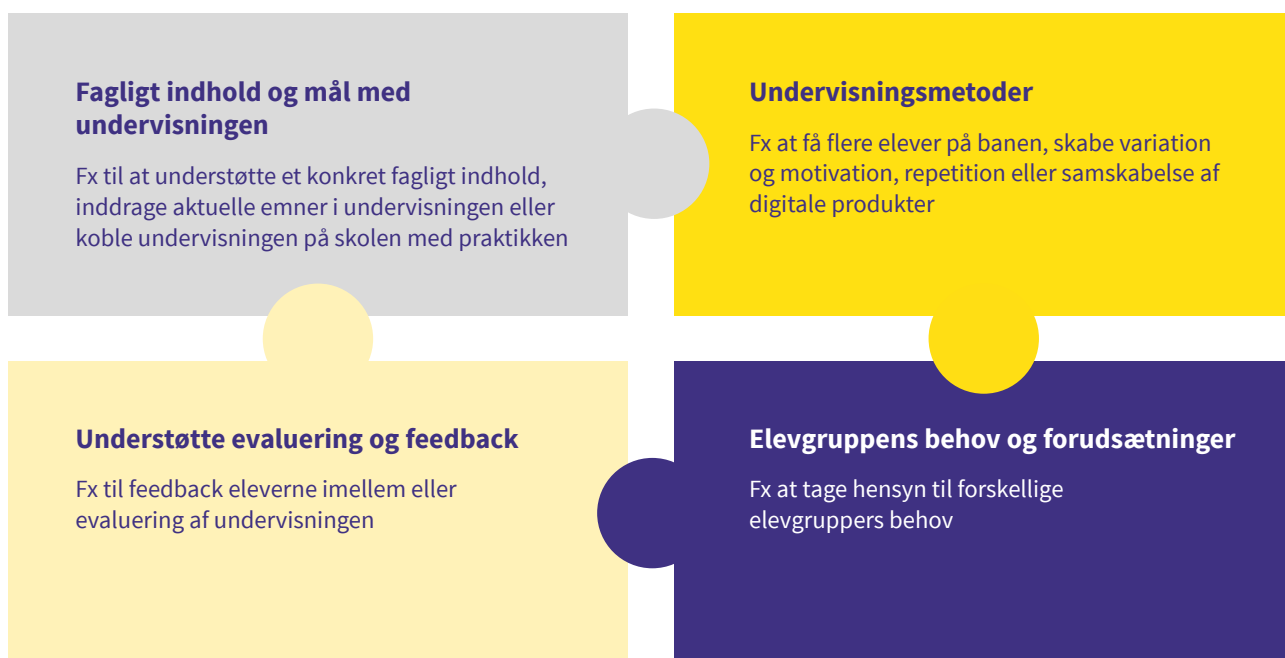 Fagligt indhold og mål med
undervisningen
Fx til at understøtte et konkret fagligt indhold,
inddrage aktuelle emner i undervisningen eller
koble undervisningen på skolen med praktikken
Undervisningsmetoder
Fx at få flere elever på banen, skabe variation
og motivation, repetition eller samskabelse af
digitale produkter
Understøtte evaluering og feedback
Fx til feedback eleverne imellem eller
evaluering af undervisningen
Elevgruppens behov og forudsætninger
Fx at tage hensyn til forskellige
elevgruppers behov